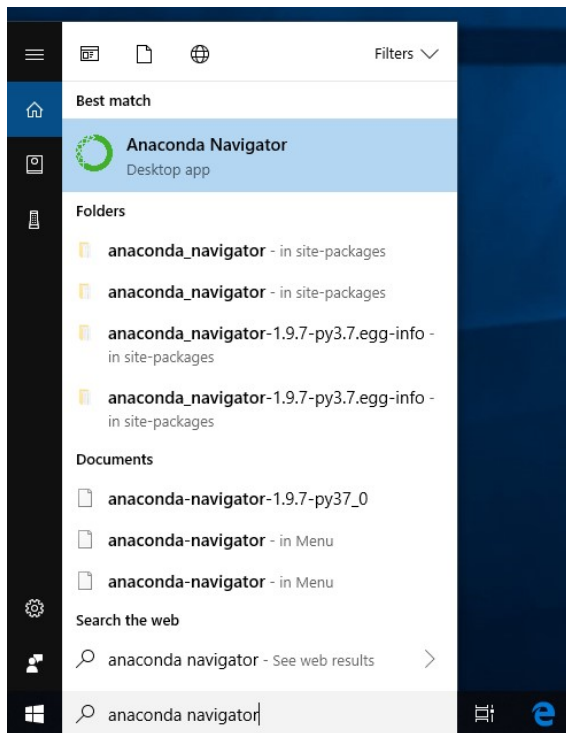 Filters
Best match
Anaconda Navigator
Desktop app
Folders
anaconda_navigator - in site-packages
anaconda_navigator - in site-packages
anaconda_navigator-1.9.7-py3.7.egg-info -
in site-packages
anaconda_navigator-1.9.7-py3.7.egg-info -
in site-packages
Documents
anaconda-navigator-1.9.7-py37_0
anaconda-navigator - in Menu
anaconda-navigator - in Menu
Search the web
anaconda navigator - See web results
anaconda navigator